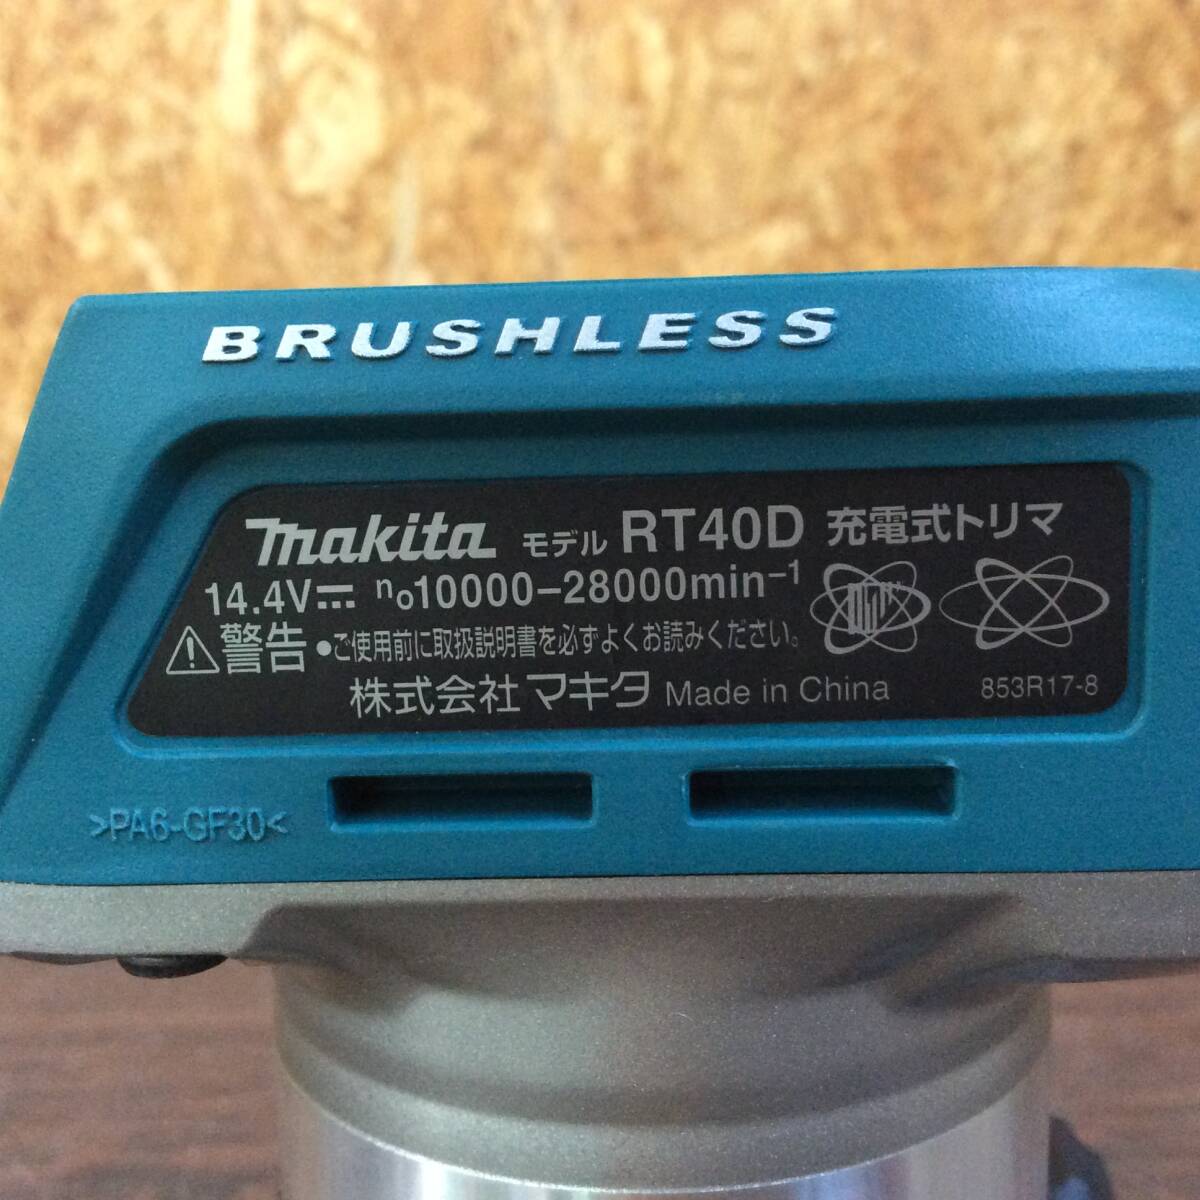 BRUSHLESS
makita モデル RT40D 充電式トリマ
14.4V⎓ n₀10000−28000min⁻¹
⚠警告 ●ご使用前に取扱説明書を必ずよくお読みください。
株式会社 マキタ Made in China 853R17-8
>PA6-GF30<